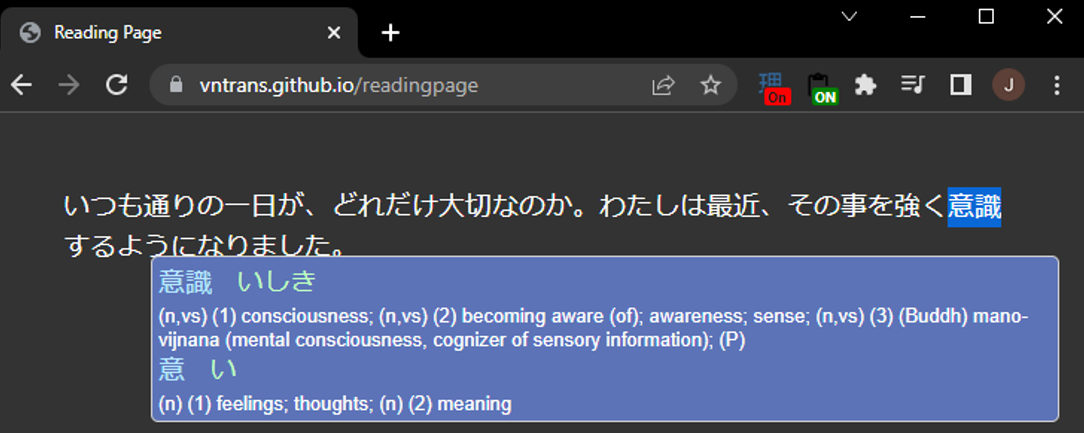 Reading Page
vntrans.github.io/readingpage
理
On
ON
J
いつも通りの一日が、どれだけ大切なのか。わたしは最近、その事を強く意識
するようになりました。
意識　いしき
(n,vs) (1) consciousness; (n,vs) (2) becoming aware (of); awareness; sense; (n,vs) (3) (Buddh) mano-
vijnana (mental consciousness, cognizer of sensory information); (P)
意　い
(n) (1) feelings; thoughts; (n) (2) meaning